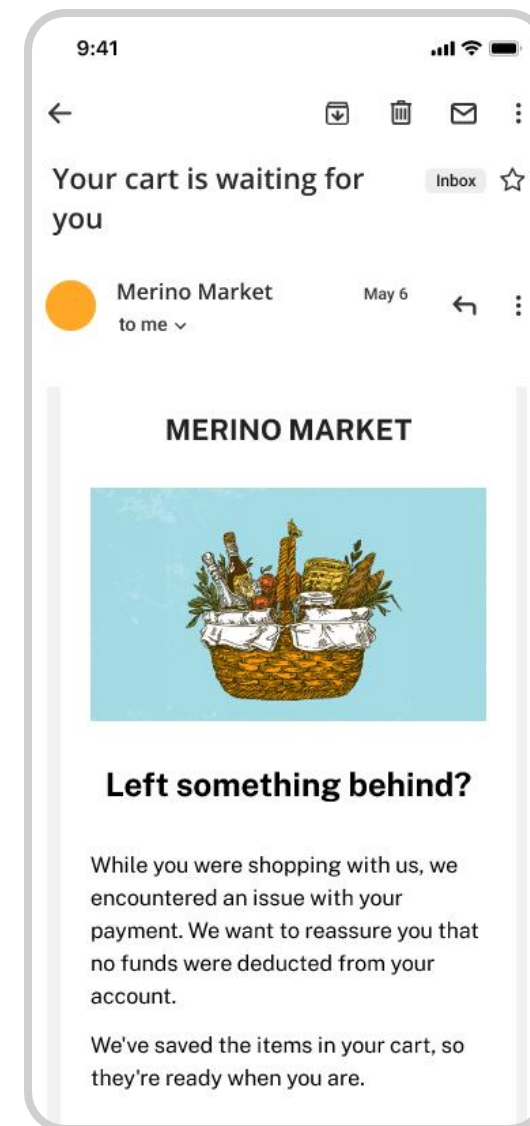 9:41
Your cart is waiting for
you
Inbox
Merino Market
May 6
to me
MERINO MARKET
Left something behind?
While you were shopping with us, we
encountered an issue with your
payment. We want to reassure you that
no funds were deducted from your
account.
We've saved the items in your cart, so
they're ready when you are.